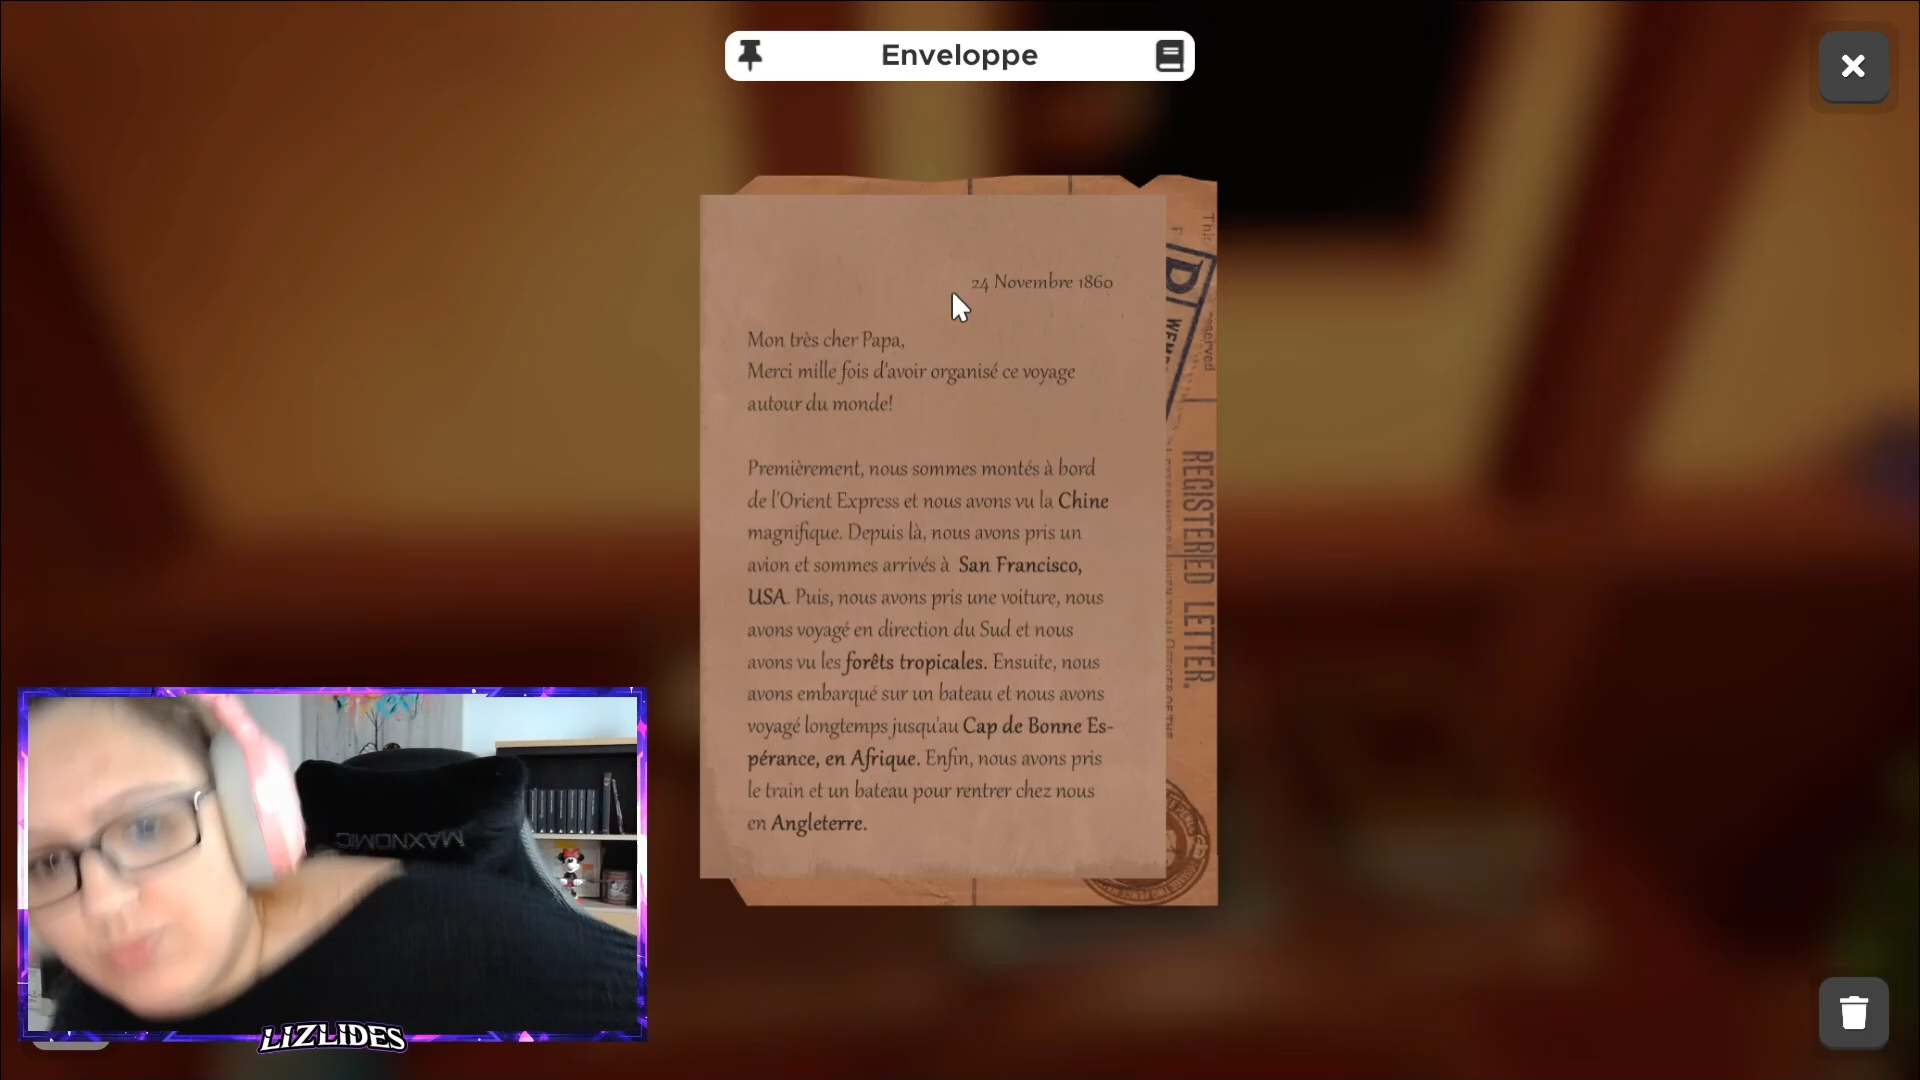 Enveloppe
24 Novembre 1860
Mon très cher Papa,
Merci mille fois d'avoir organisé ce voyage
autour du monde!
Premièrement, nous sommes montés à bord
de l'Orient Express et nous avons vu la Chine
magnifique. Depuis là, nous avons pris un
avion et sommes arrivés à San Francisco,
USA. Puis, nous avons pris une voiture, nous
avons voyagé en direction du Sud et nous
avons vu les forêts tropicales. Ensuite, nous
avons embarqué sur un bateau et nous avons
voyagé longtemps jusqu'au Cap de Bonne Es-
pérance, en Afrique. Enfin, nous avons pris
le train et un bateau pour rentrer chez nous
en Angleterre.
REGISTERED LETTER.
MAXNOMIC
LIZLIDES